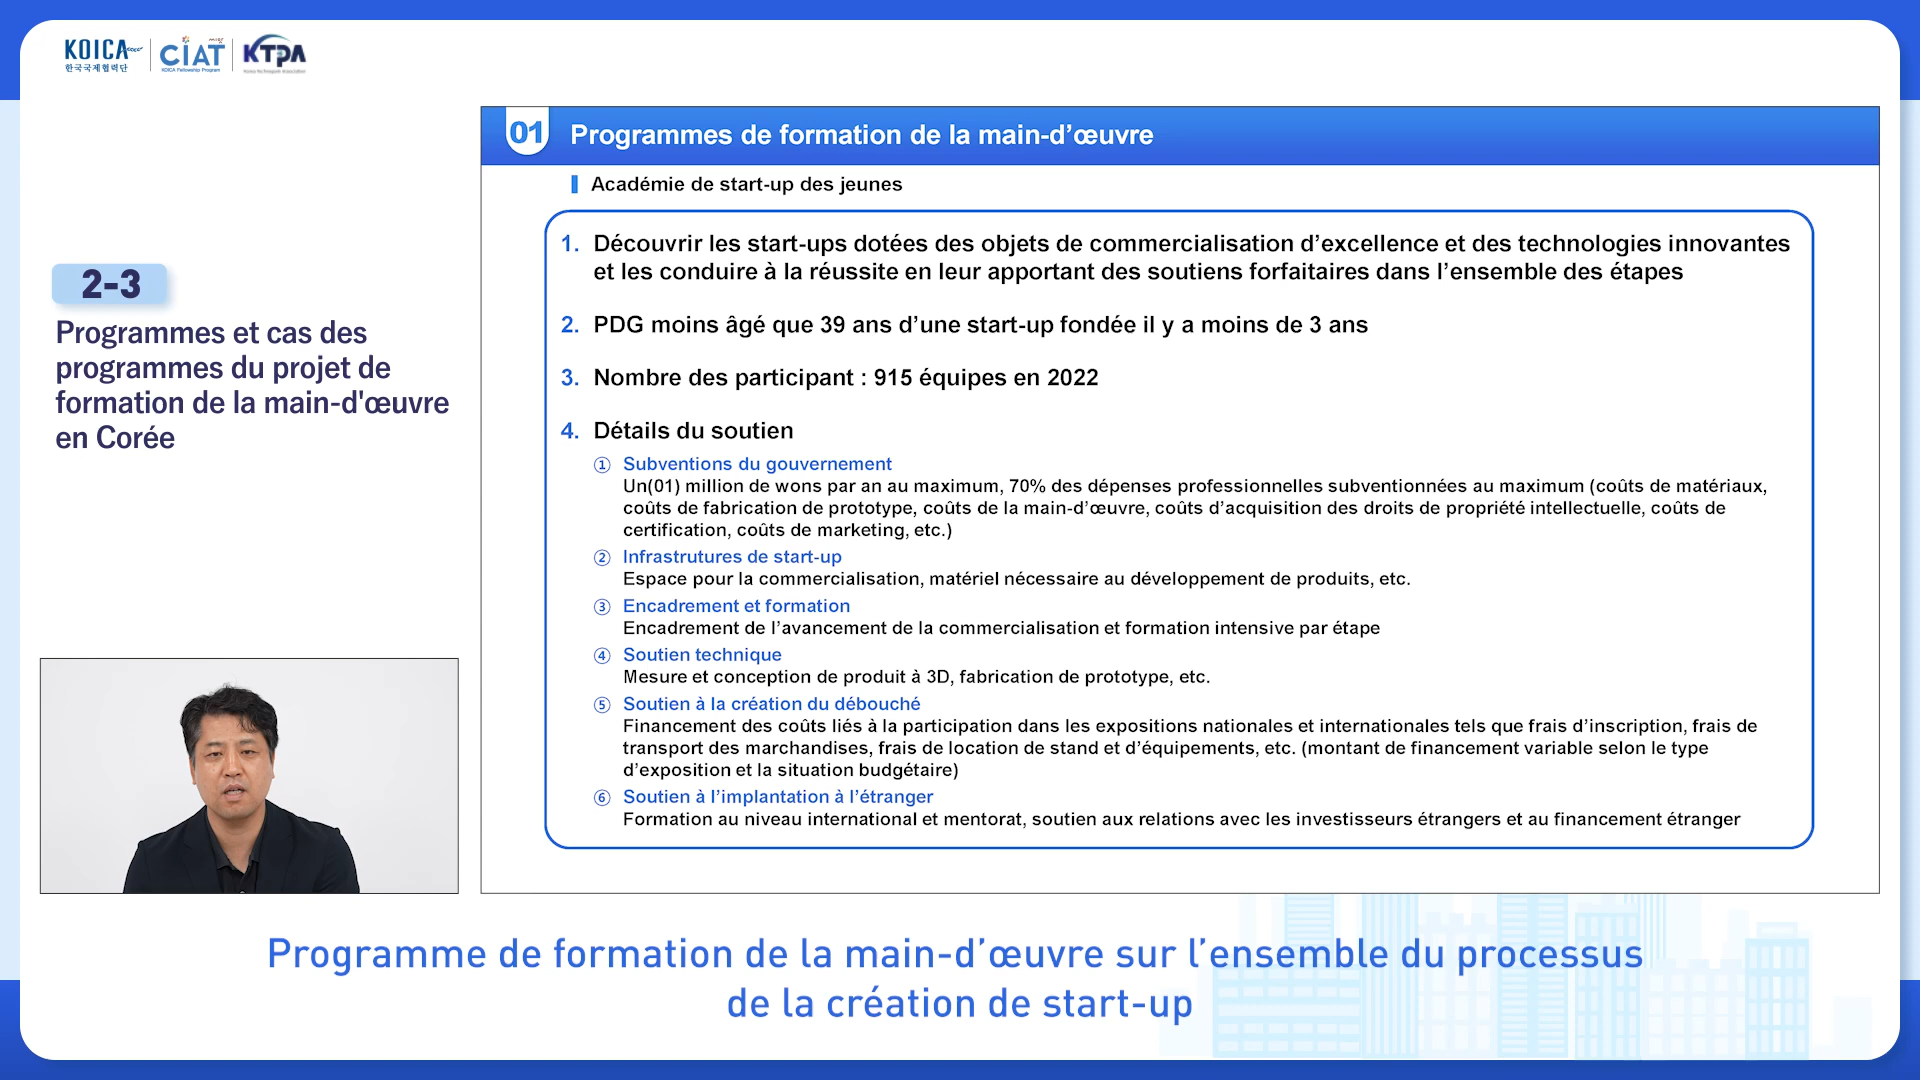 KOICA
한국국제협력단
CIAT
KOICA Fellowship Program
KTPA
Korea Technopark Association
01 Programmes de formation de la main-d’œuvre
Académie de start-up des jeunes
2-3
Programmes et cas des
programmes du projet de
formation de la main-d'œuvre
en Corée
1. Découvrir les start-ups dotées des objets de commercialisation d’excellence et des technologies innovantes
et les conduire à la réussite en leur apportant des soutiens forfaitaires dans l’ensemble des étapes
2. PDG moins âgé que 39 ans d’une start-up fondée il y a moins de 3 ans
3. Nombre des participant : 915 équipes en 2022
4. Détails du soutien
① Subventions du gouvernement
Un(01) million de wons par an au maximum, 70% des dépenses professionnelles subventionnées au maximum (coûts de matériaux,
coûts de fabrication de prototype, coûts de la main-d’œuvre, coûts d’acquisition des droits de propriété intellectuelle, coûts de
certification, coûts de marketing, etc.)
② Infrastrutures de start-up
Espace pour la commercialisation, matériel nécessaire au développement de produits, etc.
③ Encadrement et formation
Encadrement de l’avancement de la commercialisation et formation intensive par étape
④ Soutien technique
Mesure et conception de produit à 3D, fabrication de prototype, etc.
⑤ Soutien à la création du débouché
Financement des coûts liés à la participation dans les expositions nationales et internationales tels que frais d’inscription, frais de
transport des marchandises, frais de location de stand et d’équipements, etc. (montant de financement variable selon le type
d’exposition et la situation budgétaire)
⑥ Soutien à l’implantation à l’étranger
Formation au niveau international et mentorat, soutien aux relations avec les investisseurs étrangers et au financement étranger
Programme de formation de la main-d’œuvre sur l’ensemble du processus
de la création de start-up